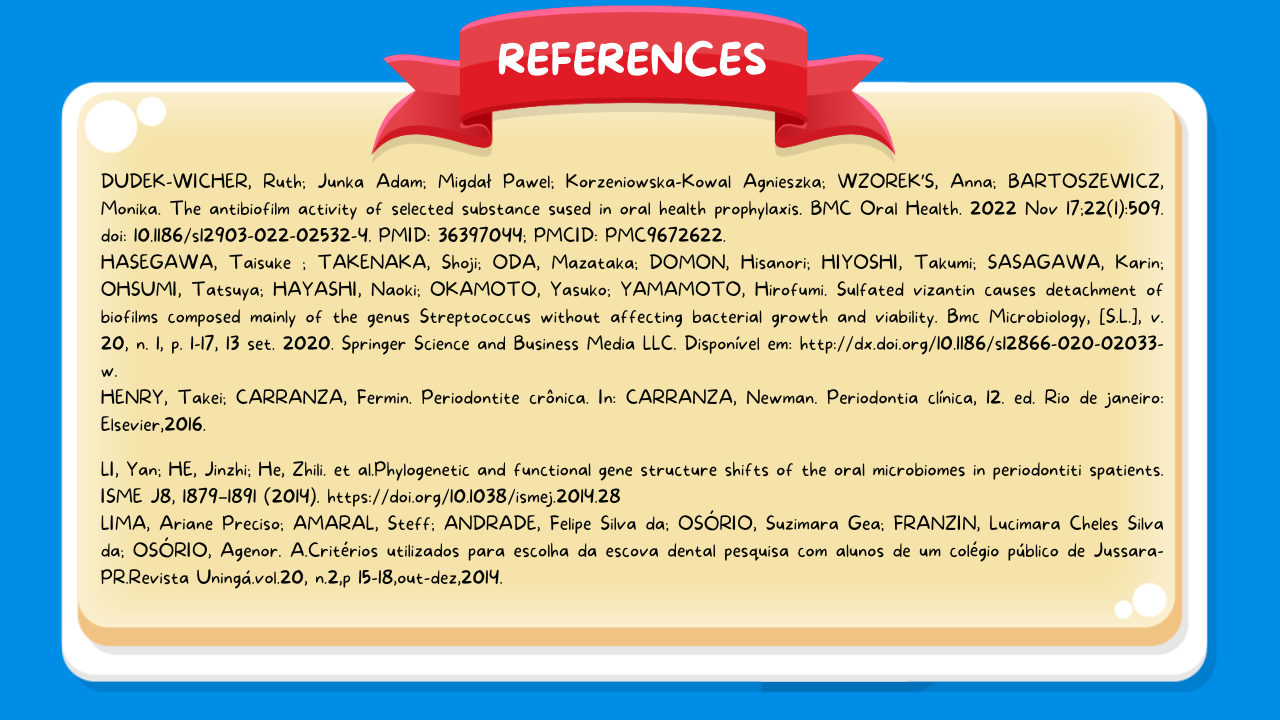 REFERENCES
DUDEK-WICHER, Ruth; Junka Adam; Migdał Pawel; Korzeniowska-Kowal Agnieszka; WZOREK'S, Anna; BARTOSZEWICZ,
Monika. The antibiofilm activity of selected substance sused in oral health prophylaxis. BMC Oral Health. 2022 Nov 17;22(1):509.
doi: 10.1186/s12903-022-02532-4. PMID: 36397044; PMCID: PMC9672622.
HASEGAWA, Taisuke ; TAKENAKA, Shoji; ODA, Mazataka; DOMON, Hisanori; HIYOSHI, Takumi; SASAGAWA, Karin;
OHSUMI, Tatsuya; HAYASHI, Naoki; OKAMOTO, Yasuko; YAMAMOTO, Hirofumi. Sulfated vizantin causes detachment of
biofilms composed mainly of the genus Streptococcus without affecting bacterial growth and viability. Bmc Microbiology, [S.L.], v.
20, n. 1, p. 1-17, 13 set. 2020. Springer Science and Business Media LLC. Disponível em: http://dx.doi.org/10.1186/s12866-020-02033-
w.
HENRY, Takei; CARRANZA, Fermin. Periodontite crônica. In: CARRANZA, Newman. Periodontia clínica, 12. ed. Rio de janeiro:
Elsevier,2016.
LI, Yan; HE, Jinzhi; He, Zhili. et al.Phylogenetic and functional gene structure shifts of the oral microbiomes in periodontiti spatients.
ISME J8, 1879–1891 (2014). https://doi.org/10.1038/ismej.2014.28
LIMA, Ariane Preciso; AMARAL, Steff; ANDRADE, Felipe Silva da; OSÓRIO, Suzimara Gea; FRANZIN, Lucimara Cheles Silva
da; OSÓRIO, Agenor. A.Critérios utilizados para escolha da escova dental pesquisa com alunos de um colégio público de Jussara-
PR.Revista Uningá.vol.20, n.2,p 15-18,out-dez,2014.